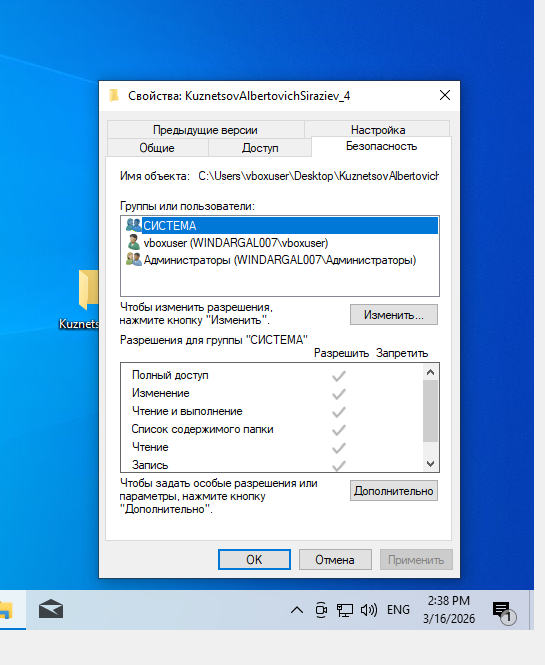 Свойства: KuznetsovAlbertovichSiraziev_4
Предыдущие версии
Настройка
Общие
Доступ
Безопасность
Имя объекта: C:\Users\vboxuser\Desktop\KuznetsovAlbertovich
Группы или пользователи:
СИСТЕМА
vboxuser (WINDARGAL007\vboxuser)
Администраторы (WINDARGAL007\Администраторы)
Чтобы изменить разрешения,
нажмите кнопку "Изменить".
Изменить...
Разрешения для группы "СИСТЕМА"
Разрешить Запретить
Полный доступ
Изменение
Чтение и выполнение
Список содержимого папки
Чтение
Запись
Чтобы задать особые разрешения или
параметры, нажмите кнопку
"Дополнительно".
Дополнительно
OK
Отмена
Применить
Kuznets
ENG
2:38 PM
3/16/2026
1